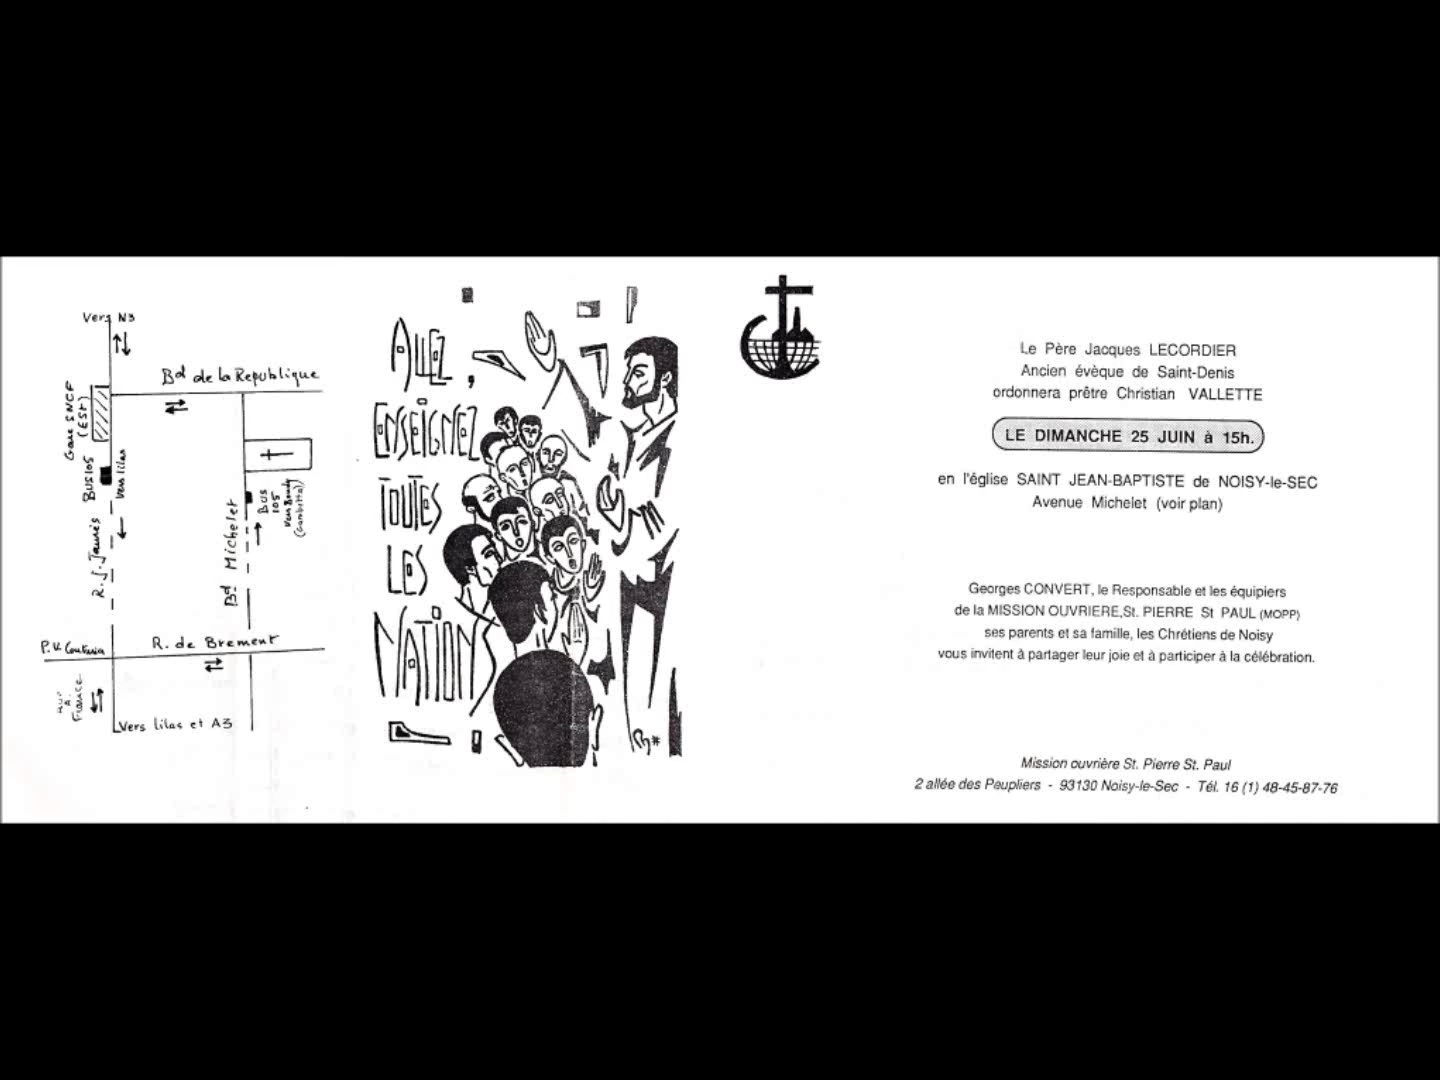 Vers N3
Bd de la Republique
Gare SNCF
(EST)
BUS 105
Vers Lilas
R. J. Jaurès
Bd Michelet
BUS
105
vers Bondy
(Gambetta)
P.V. Couturier
R. de Brement
France
Vers Lilas et A3
ALLEZ,
ENSEIGNEZ
TOUTES
LES
NATIONS
Le Père Jacques LECORDIER
Ancien évèque de Saint-Denis
ordonnera prêtre Christian VALLETTE
LE DIMANCHE 25 JUIN à 15h.
en l'église SAINT JEAN-BAPTISTE de NOISY-le-SEC
Avenue Michelet (voir plan)
Georges CONVERT, le Responsable et les équipiers
de la MISSION OUVRIERE,St. PIERRE St PAUL (MOPP)
ses parents et sa famille, les Chrétiens de Noisy
vous invitent à partager leur joie et à participer à la célébration.
Mission ouvrière St. Pierre St. Paul
2 allée des Peupliers - 93130 Noisy-le-Sec - Tél. 16 (1) 48-45-87-76